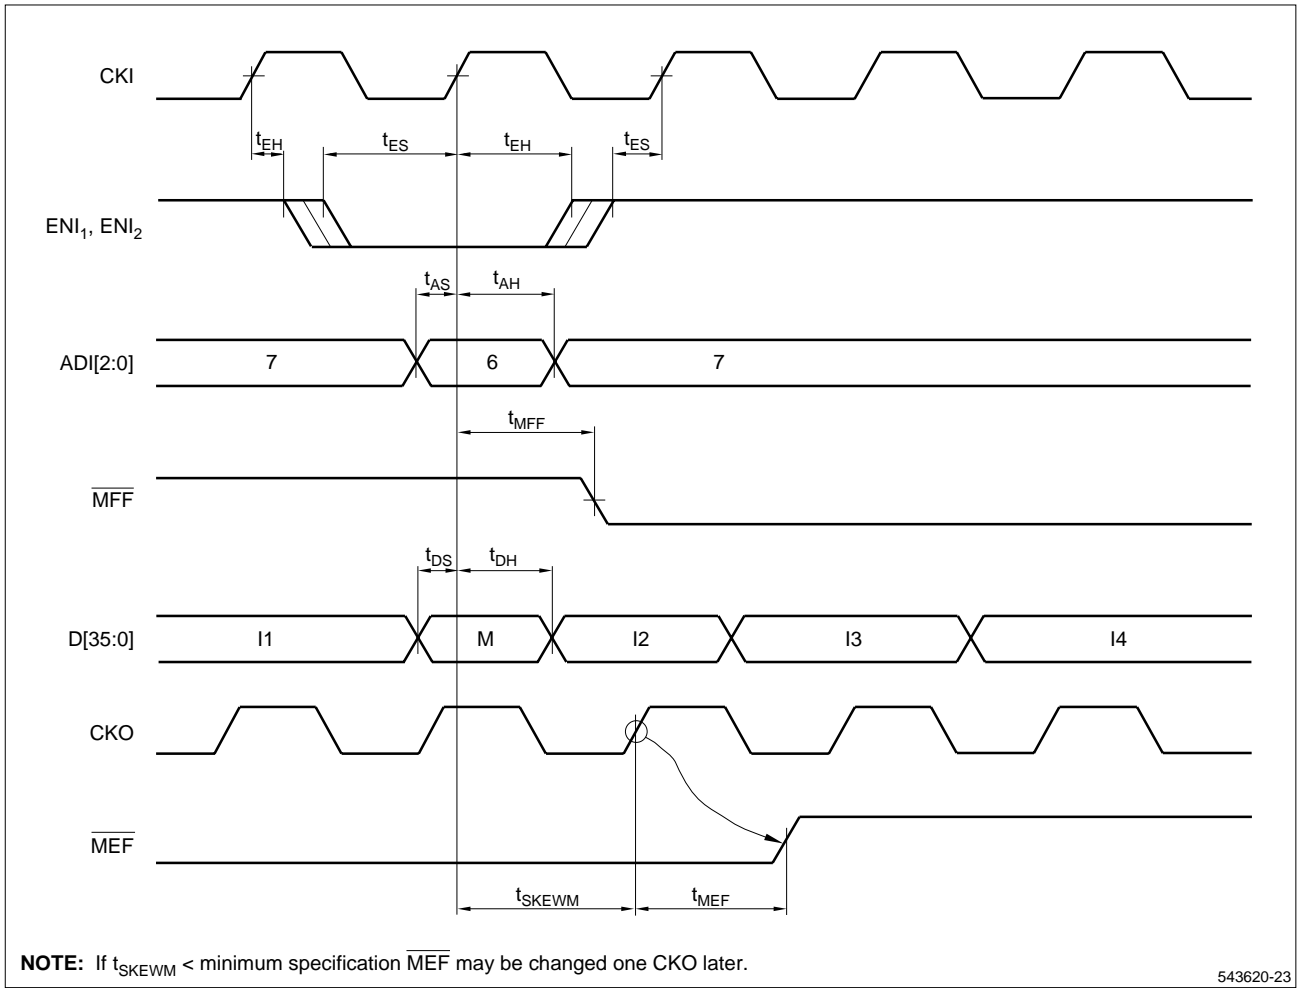 CKI
tEH tES tEH tES
ENI1, ENI2
tAS tAH
ADI[2:0] 7 6 7
tMFF
MFF
tDS tDH
D[35:0] I1 M I2 I3 I4
CKO
MEF
tSKEWM tMEF
NOTE: If tSKEWM < minimum specification MEF may be changed one CKO later.
543620-23